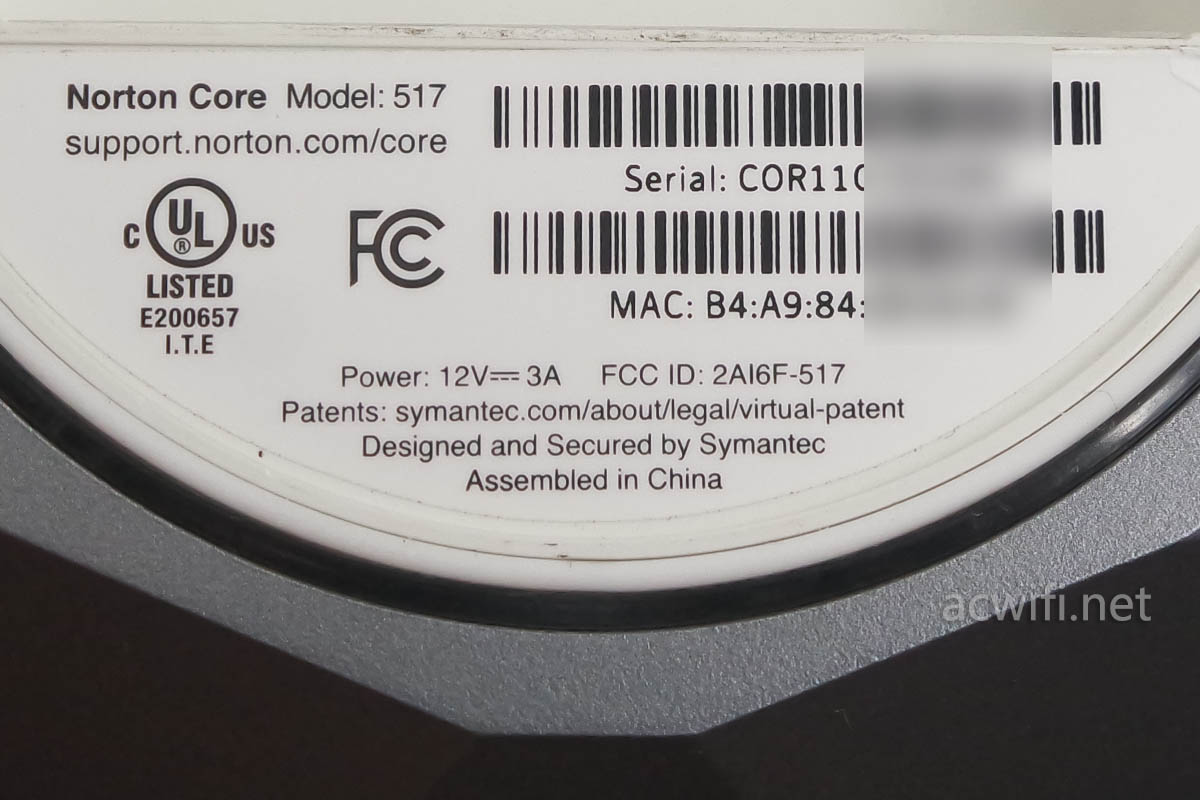 Norton Core Model: 517
support.norton.com/core
Serial: COR11
MAC: B4:A9:84:
C UL ® US
LISTED
E200657
I.T.E
FCC
Power: 12V⎓3A FCC ID: 2AI6F-517
Patents: symantec.com/about/legal/virtual-patent
Designed and Secured by Symantec
Assembled in China
acwifi.net